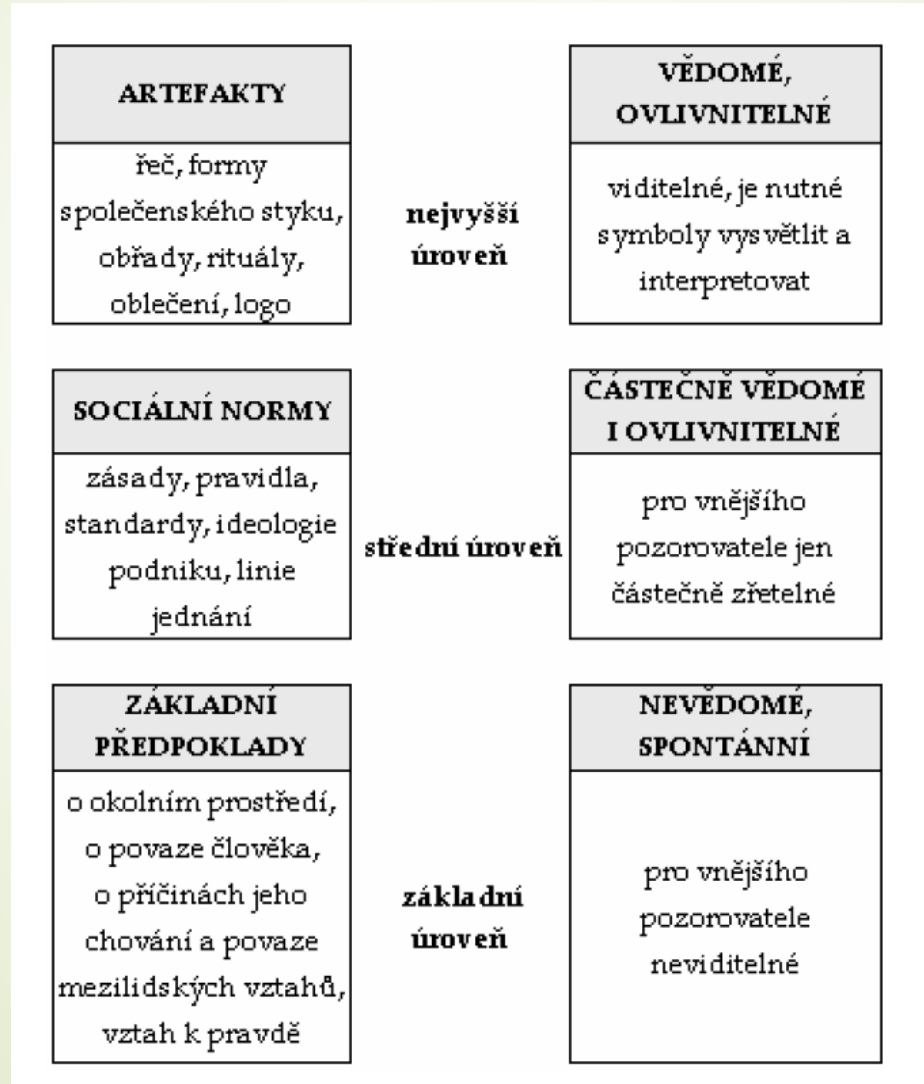 ARTEFAKTY
řeč, formy
společenského styku,
obřady, rituály,
oblečení, logo
nejvyšší
úroveň
VĚDOMÉ,
OVLIVNITELNÉ
viditelné, je nutné
symboly vysvětlit a
interpretovat
SOCIÁLNÍ NORMY
zásady, pravidla,
standardy, ideologie
podniku, linie
jednání
střední úroveň
ČÁSTEČNĚ VĚDOMÉ
I OVLIVNITELNÉ
pro vnějšího
pozorovatele jen
částečně zřetelné
ZÁKLADNÍ
PŘEDPOKLADY
o okolním prostředí,
o povaze člověka,
o příčinách jeho
chování a povaze
mezilidských vztahů,
vztah k pravdě
základní
úroveň
NEVĚDOMÉ,
SPONTÁNNÍ
pro vnějšího
pozorovatele
neviditelné